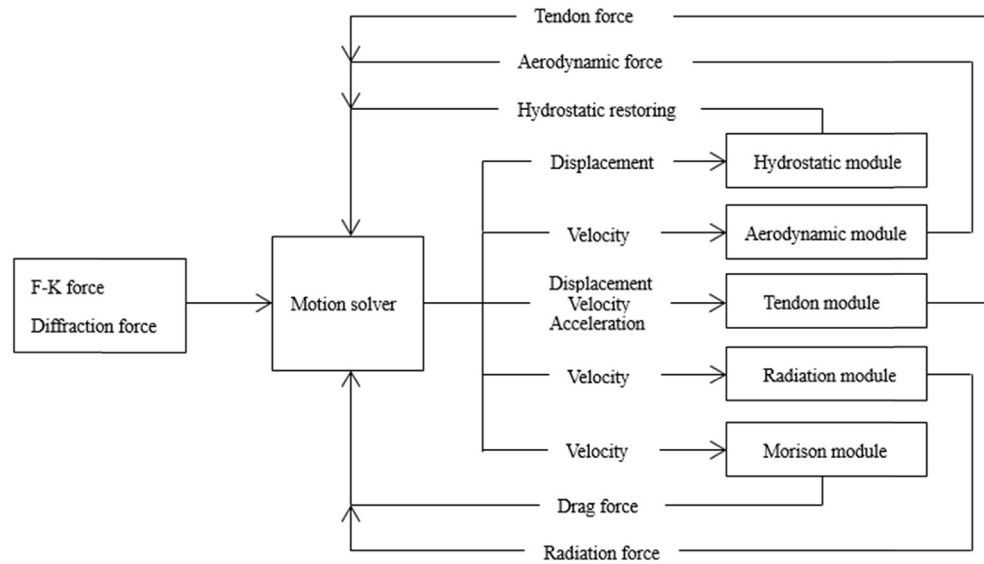 Tendon force
Aerodynamic force
Hydrostatic restoring
Displacement
Hydrostatic module
Velocity
Aerodynamic module
F-K force
Diffraction force
Motion solver
Displacement
Velocity
Acceleration
Tendon module
Velocity
Radiation module
Velocity
Morison module
Drag force
Radiation force